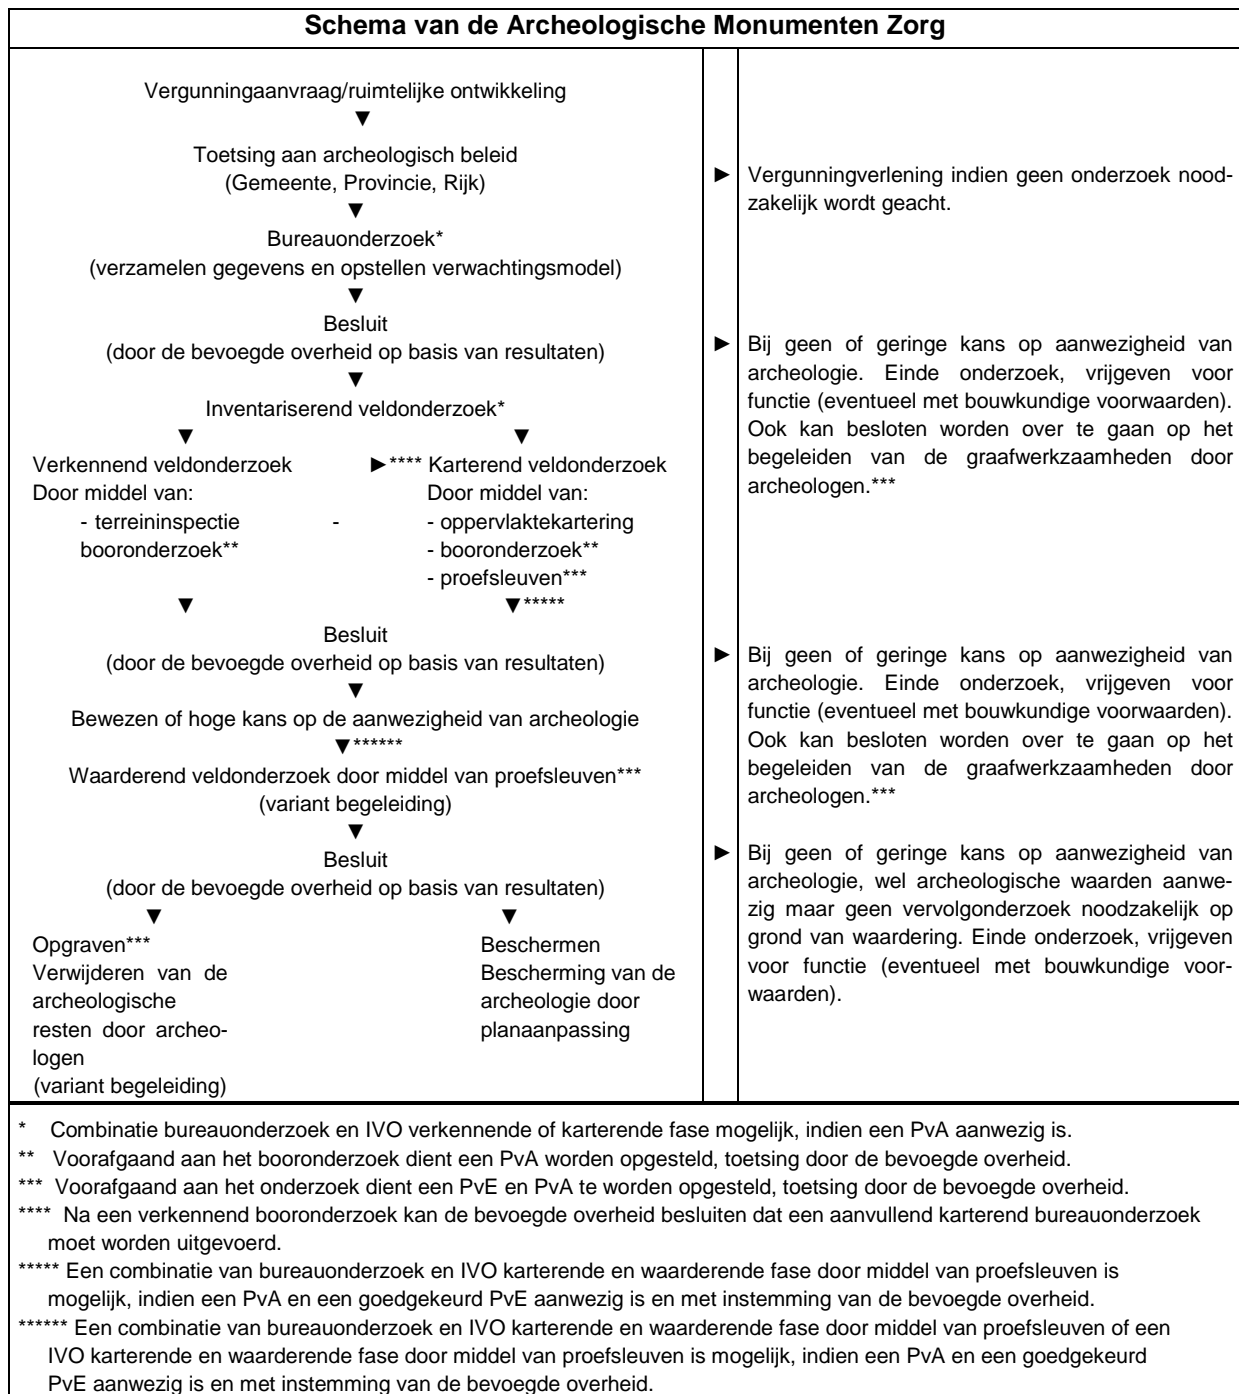 Schema van de Archeologische Monumenten Zorg
Vergunningaanvraag/ruimtelijke ontwikkeling
▼
Toetsing aan archeologisch beleid
(Gemeente, Provincie, Rijk)
▼
Bureauonderzoek*
(verzamelen gegevens en opstellen verwachtingsmodel)
▼
Besluit
(door de bevoegde overheid op basis van resultaten)
▼
Inventariserend veldonderzoek*
▼ ▼
Verkennend veldonderzoek ►**** Karterend veldonderzoek
Door middel van: Door middel van:
- terreininspectie - - oppervlaktekartering
booronderzoek** - booronderzoek**
- proefsleuven***
▼ ▼*****
Besluit
(door de bevoegde overheid op basis van resultaten)
▼
Bewezen of hoge kans op de aanwezigheid van archeologie
▼******
Waarderend veldonderzoek door middel van proefsleuven***
(variant begeleiding)
▼
Besluit
(door de bevoegde overheid op basis van resultaten)
▼ ▼
Opgraven*** Beschermen
Verwijderen van de Bescherming van de
archeologische archeologie door
resten door archeo- planaanpassing
logen
(variant begeleiding)
► Vergunningverlening indien geen onderzoek nood-
zakelijk wordt geacht.
► Bij geen of geringe kans op aanwezigheid van
archeologie. Einde onderzoek, vrijgeven voor
functie (eventueel met bouwkundige voorwaarden).
Ook kan besloten worden over te gaan op het
begeleiden van de graafwerkzaamheden door
archeologen.***
► Bij geen of geringe kans op aanwezigheid van
archeologie. Einde onderzoek, vrijgeven voor
functie (eventueel met bouwkundige voorwaarden).
Ook kan besloten worden over te gaan op het
begeleiden van de graafwerkzaamheden door
archeologen.***
► Bij geen of geringe kans op aanwezigheid van
archeologie, wel archeologische waarden aanwe-
zig maar geen vervolgonderzoek noodzakelijk op
grond van waardering. Einde onderzoek, vrijgeven
voor functie (eventueel met bouwkundige voor-
waarden).
* Combinatie bureauonderzoek en IVO verkennende of karterende fase mogelijk, indien een PvA aanwezig is.
** Voorafgaand aan het booronderzoek dient een PvA worden opgesteld, toetsing door de bevoegde overheid.
*** Voorafgaand aan het onderzoek dient een PvE en PvA te worden opgesteld, toetsing door de bevoegde overheid.
**** Na een verkennend booronderzoek kan de bevoegde overheid besluiten dat een aanvullend karterend bureauonderzoek
moet worden uitgevoerd.
***** Een combinatie van bureauonderzoek en IVO karterende en waarderende fase door middel van proefsleuven is
mogelijk, indien een PvA en een goedgekeurd PvE aanwezig is en met instemming van de bevoegde overheid.
****** Een combinatie van bureauonderzoek en IVO karterende en waarderende fase door middel van proefsleuven of een
IVO karterende en waarderende fase door middel van proefsleuven is mogelijk, indien een PvA en een goedgekeurd
PvE aanwezig is en met instemming van de bevoegde overheid.